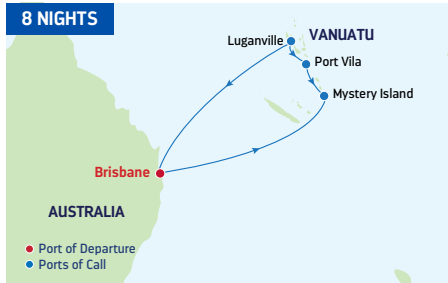 8 NIGHTS
Luganville
VANUATU
Port Vila
Mystery Island
Brisbane
AUSTRALIA
Port of Departure
Ports of Call